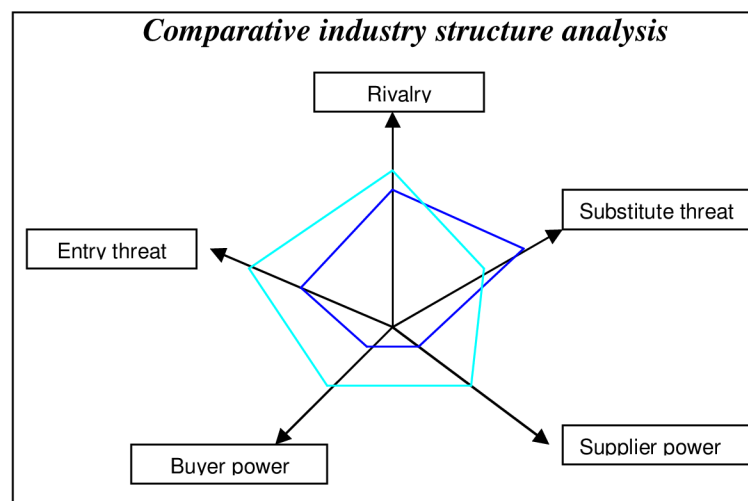 Comparative industry structure analysis
Rivalry
Substitute threat
Entry threat
Supplier power
Buyer power